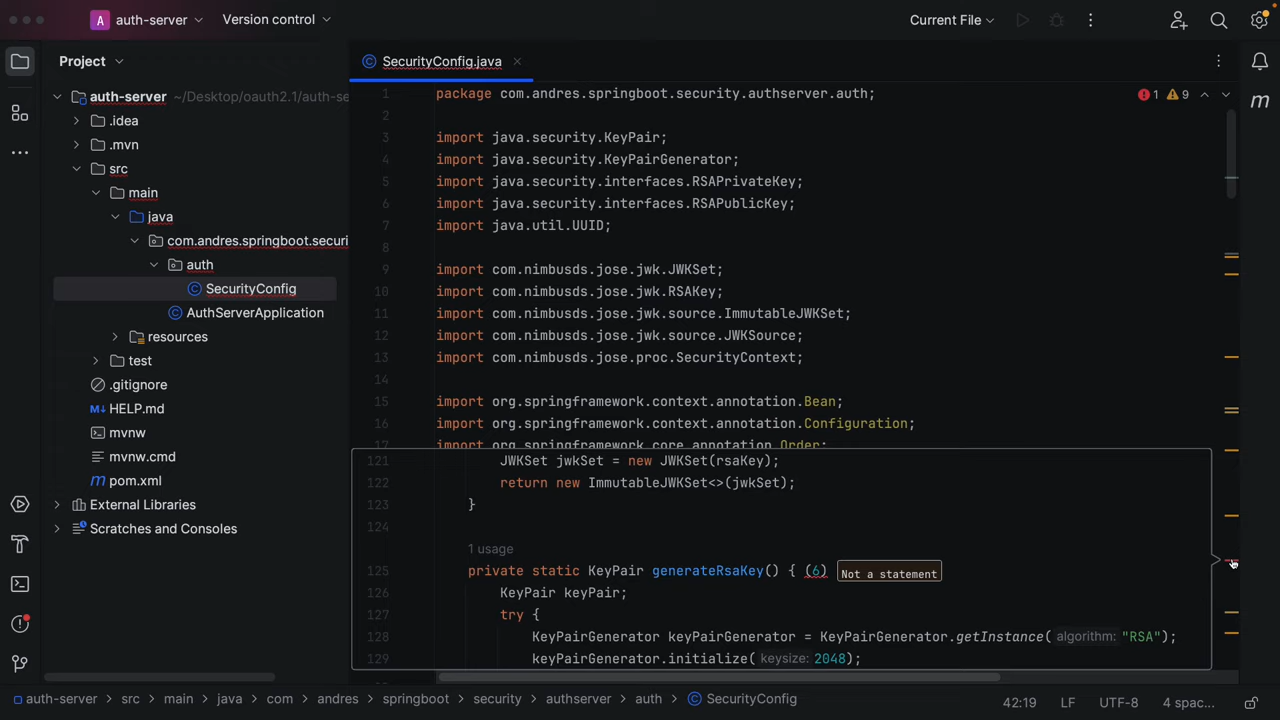 A auth-server Version control Current File
Project
SecurityConfig.java
auth-server ~/Desktop/oauth2.1/auth-se
.idea
.mvn
src
main
java
com.andres.springboot.securi
auth
SecurityConfig
AuthServerApplication
resources
test
.gitignore
M↓ HELP.md
mvnw
mvnw.cmd
pom.xml
External Libraries
Scratches and Consoles
1 package com.andres.springboot.security.authserver.auth; 1 9
2
3 import java.security.KeyPair;
4 import java.security.KeyPairGenerator;
5 import java.security.interfaces.RSAPrivateKey;
6 import java.security.interfaces.RSAPublicKey;
7 import java.util.UUID;
8
9 import com.nimbusds.jose.jwk.JWKSet;
10 import com.nimbusds.jose.jwk.RSAKey;
11 import com.nimbusds.jose.jwk.source.ImmutableJWKSet;
12 import com.nimbusds.jose.jwk.source.JWKSource;
13 import com.nimbusds.jose.proc.SecurityContext;
14
15 import org.springframework.context.annotation.Bean;
16 import org.springframework.context.annotation.Configuration;
17 import org.springframework.core.annotation.Order;
121 JWKSet jwkSet = new JWKSet(rsaKey);
122 return new ImmutableJWKSet<>(jwkSet);
123 }
124
1 usage
125 private static KeyPair generateRsaKey() { (6) Not a statement
126 KeyPair keyPair;
127 try {
128 KeyPairGenerator keyPairGenerator = KeyPairGenerator.getInstance( algorithm: "RSA");
129 keyPairGenerator.initialize( keysize: 2048);
m
auth-server > src > main > java > com > andres > springboot > security > authserver > auth > SecurityConfig 42:19 LF UTF-8 4 spac...